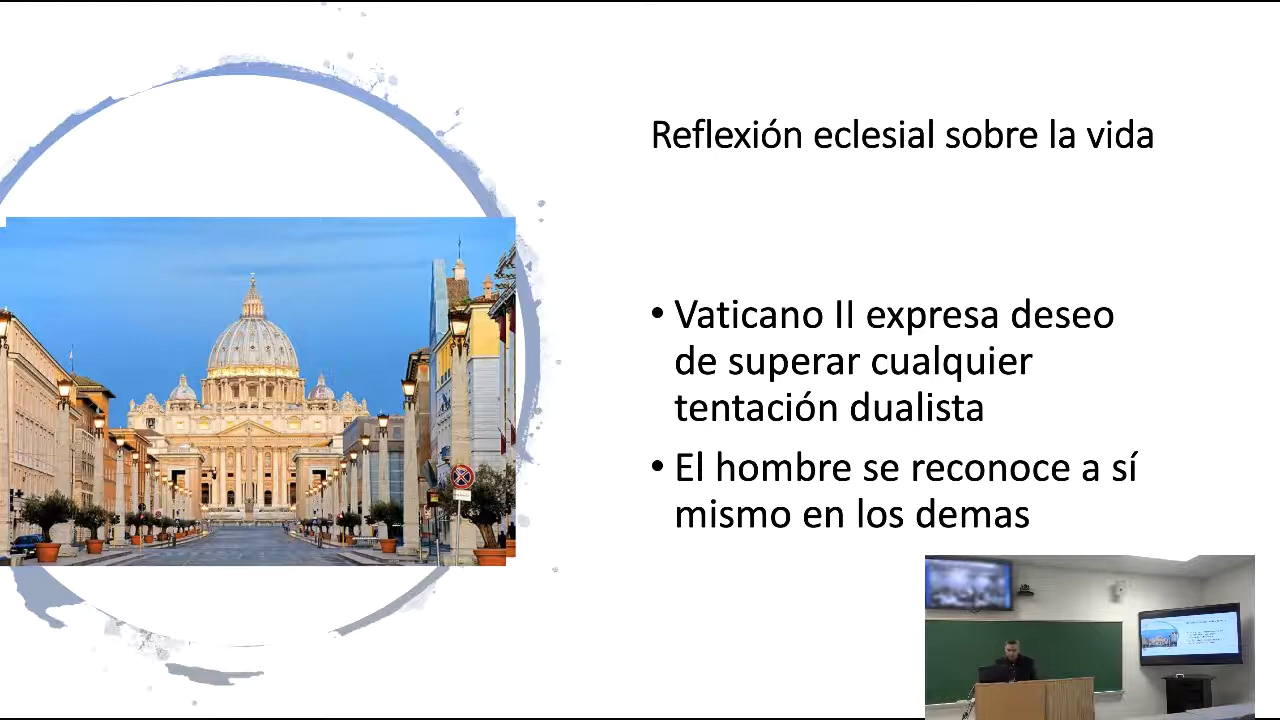 Reflexión eclesial sobre la vida
• Vaticano II expresa deseo
de superar cualquier
tentación dualista
• El hombre se reconoce a sí
mismo en los demas